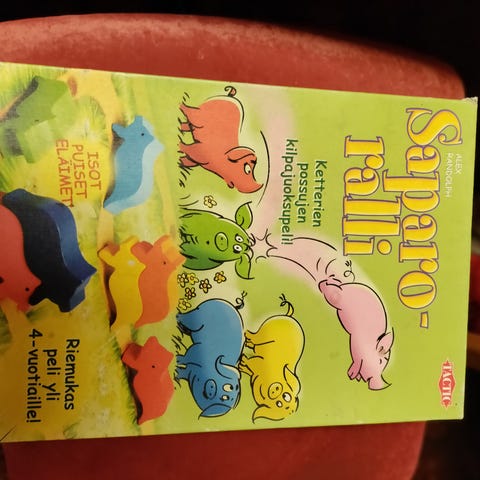 ALEX
RANDOLPH
Saparo-
ralli
Ketterien
possujen
kilpajuoksupeli!
TACTIC
ISOT
PUISET
ELÄIMET
Riemukas
peli yli
4-vuotiaille!